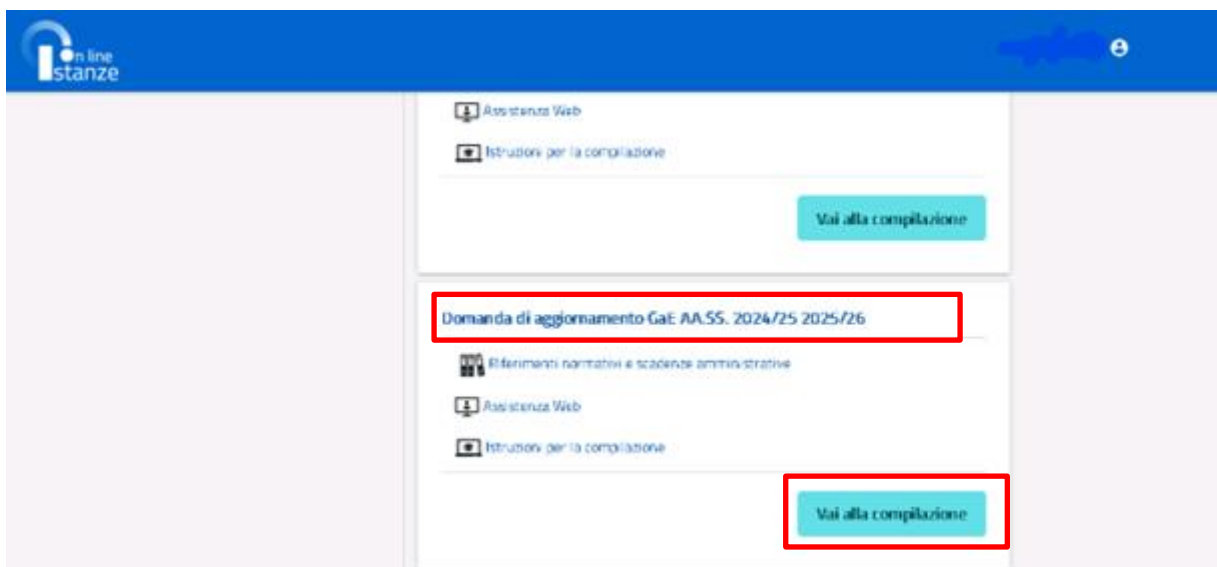 On line
Istanze
Assistenza Web
Istruzioni per la compilazione
Vai alla compilazione
Domanda di aggiornamento GaE AA.SS. 2024/25 2025/26
Riferimenti normativi e scadenze amministrative
Assistenza Web
Istruzioni per la compilazione
Vai alla compilazione